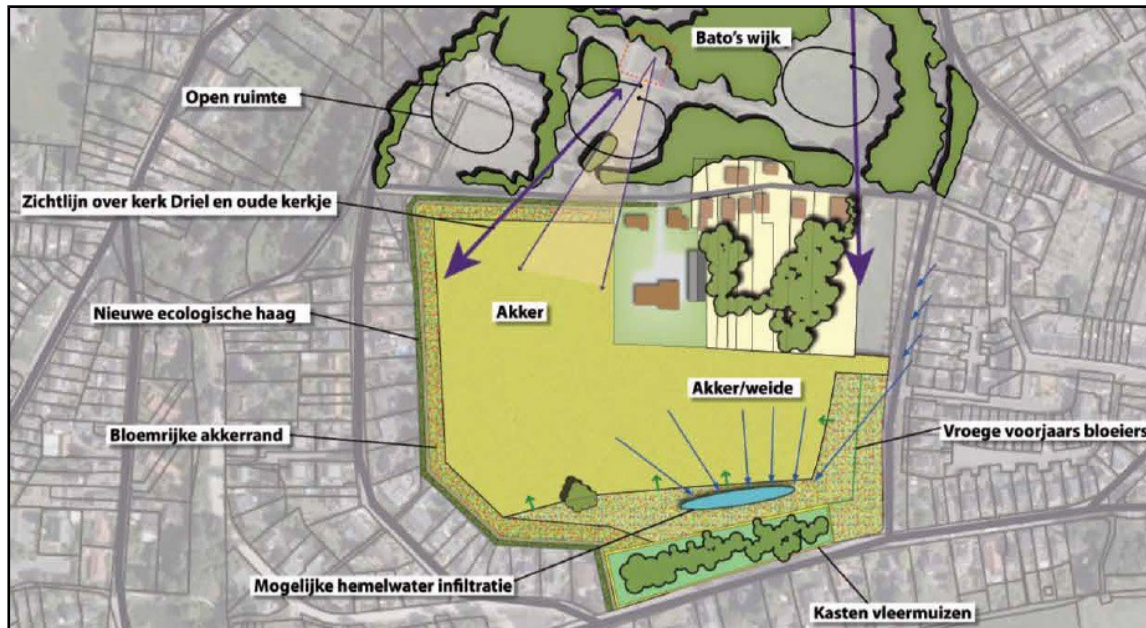 Bato's wijk
Open ruimte
Zichtlijn over kerk Driel en oude kerkje
Nieuwe ecologische haag
Akker
Akker/weide
Bloemrijke akkerrand
Vroege voorjaars bloeiers
Mogelijke hemelwater infiltratie
Kasten vleermuizen